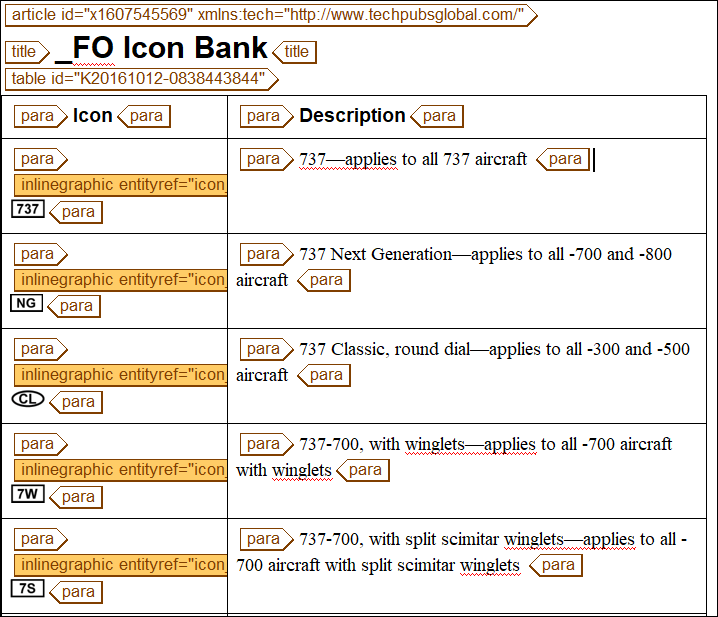 article id="x1607545569" xmlns:tech="http://www.techpubsglobal.com/"
title _FO Icon Bank title
table id="K20161012-0838443844"
para Icon para
para Description para
para
inlinegraphic entityref="icon_
737 para
para 737—applies to all 737 aircraft para
para
inlinegraphic entityref="icon_
NG para
para 737 Next Generation—applies to all -700 and -800
aircraft para
para
inlinegraphic entityref="icon_
CL para
para 737 Classic, round dial—applies to all -300 and -500
aircraft para
para
inlinegraphic entityref="icon_
7W para
para 737-700, with winglets—applies to all -700 aircraft
with winglets para
para
inlinegraphic entityref="icon_
7S para
para 737-700, with split scimitar winglets—applies to all -
700 aircraft with split scimitar winglets para